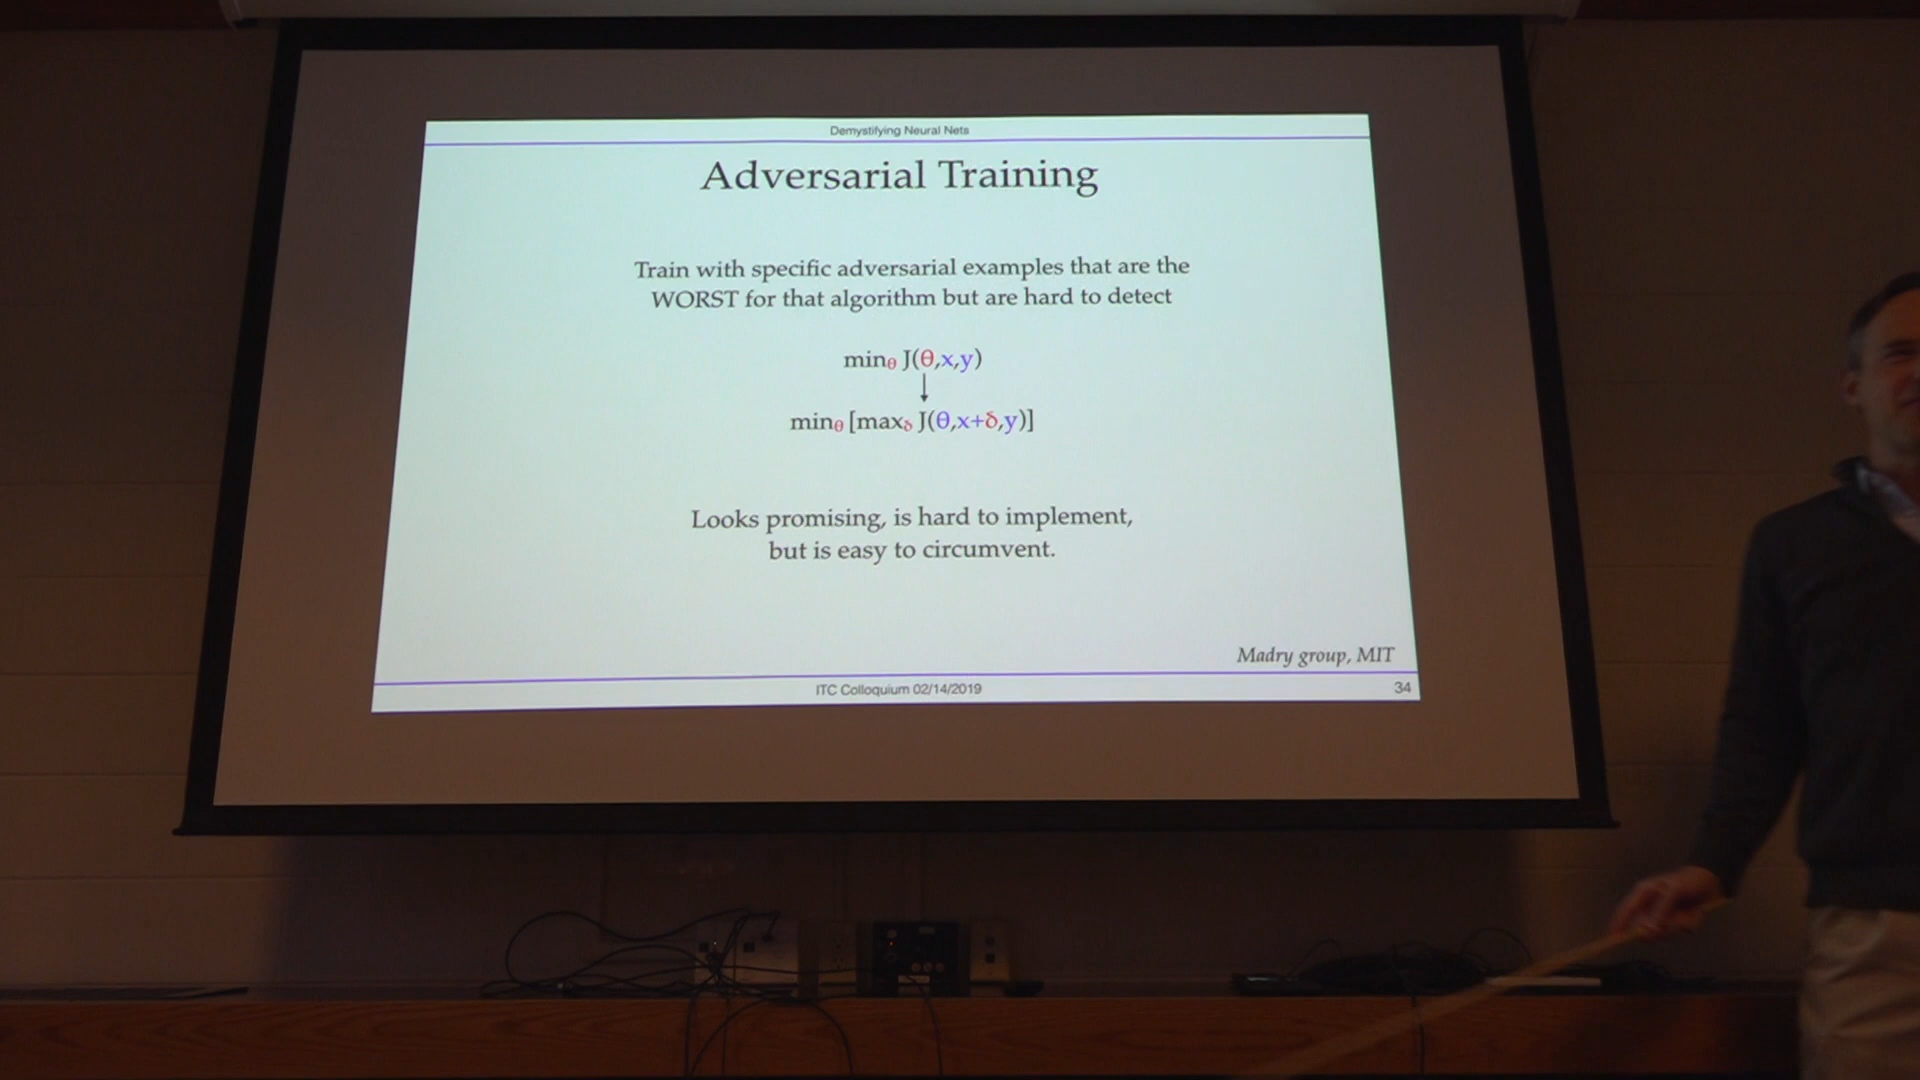 Demystifying Neural Nets
Adversarial Training
Train with specific adversarial examples that are the
WORST for that algorithm but are hard to detect
minθ J(θ,x,y)
↓
minθ [maxδ J(θ,x+δ,y)]
Looks promising, is hard to implement,
but is easy to circumvent.
Madry group, MIT
ITC Colloquium 02/14/2019
34